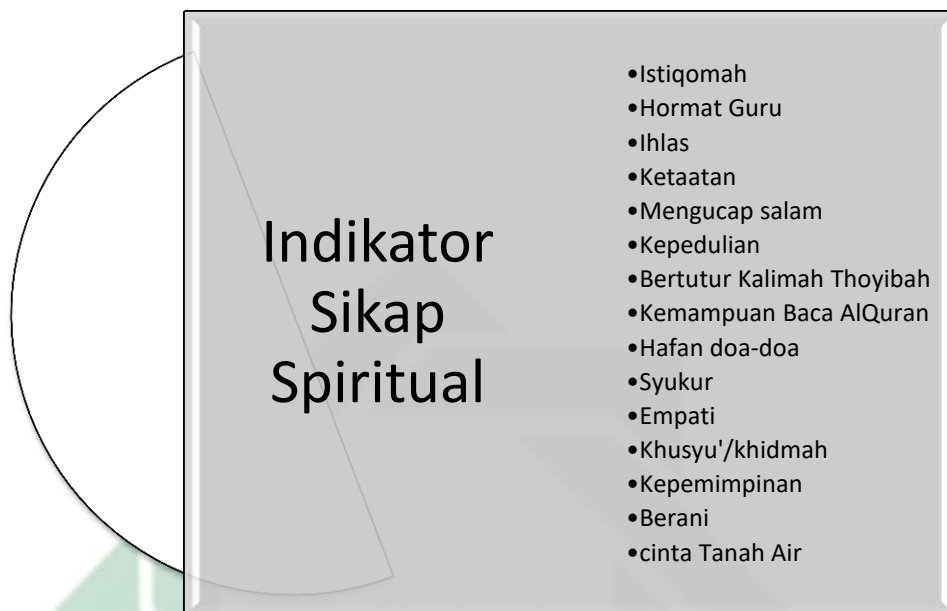 Indikator
Sikap
Spiritual
•Istiqomah
•Hormat Guru
•Ihlas
•Ketaatan
•Mengucap salam
•Kepedulian
•Bertutur Kalimah Thoyibah
•Kemampuan Baca AlQuran
•Hafan doa-doa
•Syukur
•Empati
•Khusyu'/khidmah
•Kepemimpinan
•Berani
•cinta Tanah Air